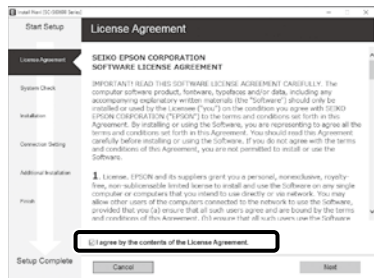 Install Navi [SC-S0000 Series]
Start Setup
License Agreement
License Agreement
SEIKO EPSON CORPORATION
SOFTWARE LICENSE AGREEMENT
IMPORTANT! READ THIS SOFTWARE LICENSE AGREEMENT CAREFULLY. The
computer software product, fontware, typefaces and/or data, including any
accompanying explanatory written materials (the "Software") should only be
installed or used by the Licensee ("you") on the condition you agree with SEIKO
EPSON CORPORATION ("EPSON") to the terms and conditions set forth in this
Agreement. By installing or using the Software, you are representing to agree all the
terms and conditions set forth in this Agreement. You should read this Agreement
carefully before installing or using the Software. If you do not agree with the terms
and conditions of this Agreement, you are not permitted to install or use the
Software.
System Check
Installation
Connection Setting
Additional Installation
Finish
1. License. EPSON and its suppliers grant you a personal, nonexclusive, royalty-
free, non-sublicensable limited license to install and use the Software on any single
computer or computers that you intend to use directly or via network. You may
allow other users of the computers connected to the network to use the Software,
provided that you (a) ensure that all such users agree and are bound by the terms
and conditions of this Agreement, (b) ensure that all such users use the Software
I agree by the contents of the License Agreement.
Setup Complete
Cancel
Next